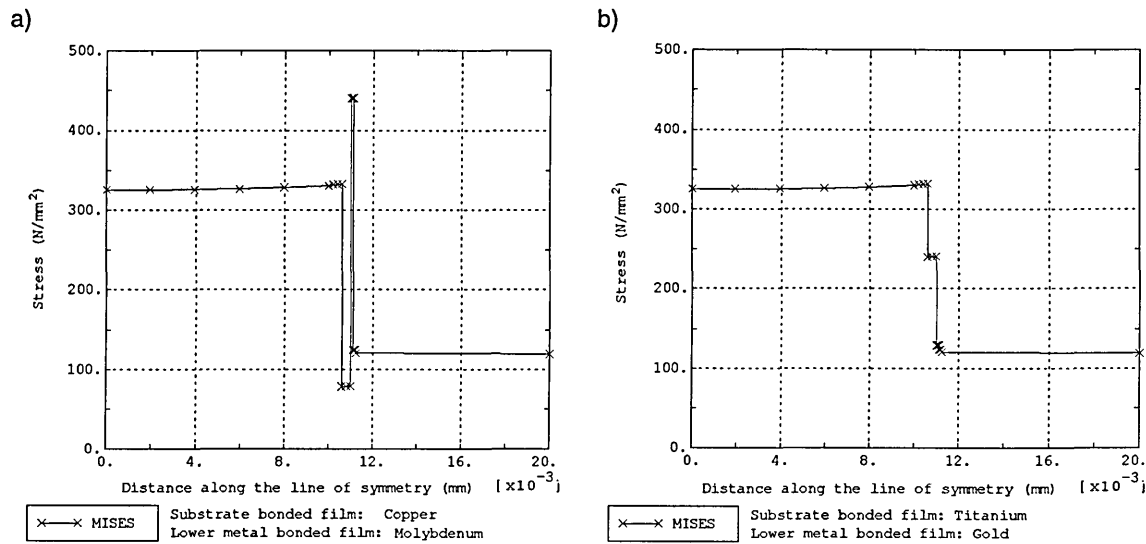 a)
500.
400.
300.
200.
100.
0.
Stress (N/mm²)
0.
4.
8.
12.
16.
20.
Distance along the line of symmetry (mm) [x10⁻³]
MISES
Substrate bonded film: Copper
Lower metal bonded film: Molybdenum
b)
500.
400.
300.
200.
100.
0.
Stress (N/mm²)
0.
4.
8.
12.
16.
20.
Distance along the line of symmetry (mm) [x10⁻³]
MISES
Substrate bonded film: Titanium
Lower metal bonded film: Gold